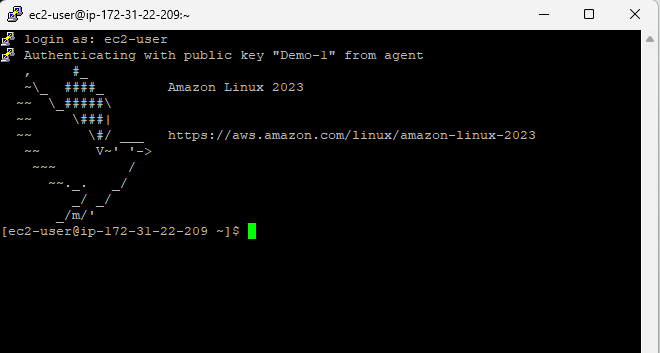 ec2-user@ip-172-31-22-209:~
login as: ec2-user
Authenticating with public key "Demo-1" from agent
   ,     #_
   ~\_  ####_        Amazon Linux 2023
  ~~  \_#####\
  ~~     \###|
  ~~       \#/ ___   https://aws.amazon.com/linux/amazon-linux-2023
   ~~       V~' '->
    ~~~         /
      ~~._.   _/
         _/ _/
       _/m/'
[ec2-user@ip-172-31-22-209 ~]$